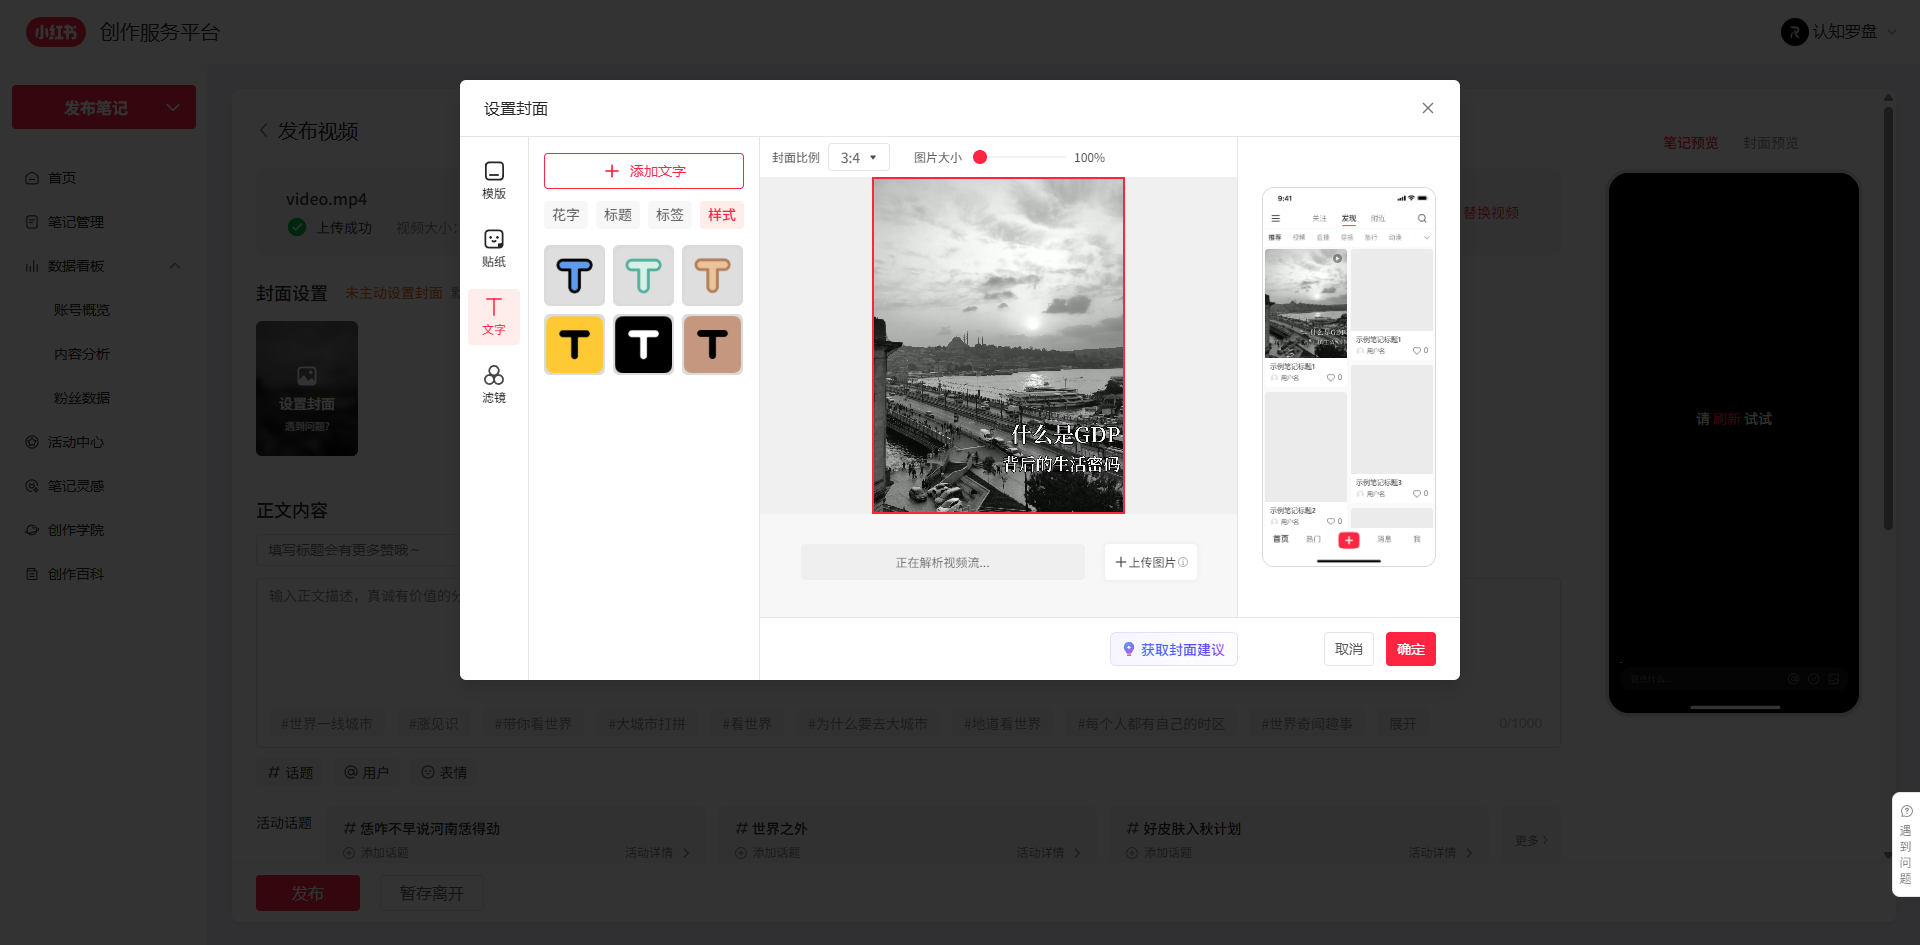 小红书 创作服务平台
认知罗盘
发布笔记
首页
笔记管理
数据看板
账号概览
内容分析
粉丝数据
活动中心
笔记灵感
创作学院
创作百科
发布视频
video.mp4
上传成功 视频大小:
替换视频
封面设置 未主动设置封面
设置封面
遇到问题?
正文内容
填写标题会有更多赞哦～
输入正文描述，真诚有价值的分
#世界一线城市 #涨见识 #带你看世界 #大城市打拼 #看世界 #为什么要去大城市 #地道看世界 #每个人都有自己的时区 #世界奇闻趣事 展开 0/1000
# 话题 @ 用户 表情
活动话题
# 恁咋不早说河南恁得劲
添加话题 活动详情
# 世界之外
添加话题 活动详情
# 好皮肤入秋计划
添加话题 活动详情
更多
发布 暂存离开
设置封面
模版
贴纸
文字
滤镜
添加文字
花字 标题 标签 样式
T T T
T T T
封面比例 3:4 图片大小 100%
什么是GDP
背后的生活密码
正在解析视频流...
上传图片
获取封面建议 取消 确定
9:41
关注 发现 附近
推荐 视频 直播 穿搭 旅行 动漫
什么是GDP
示例笔记标题1
用户名 0
示例笔记标题1
用户名 0
示例笔记标题3
用户名 0
示例笔记标题2
用户名 0
首页 热门 消息 我
笔记预览 封面预览
请 刷新 试试
遇到问题